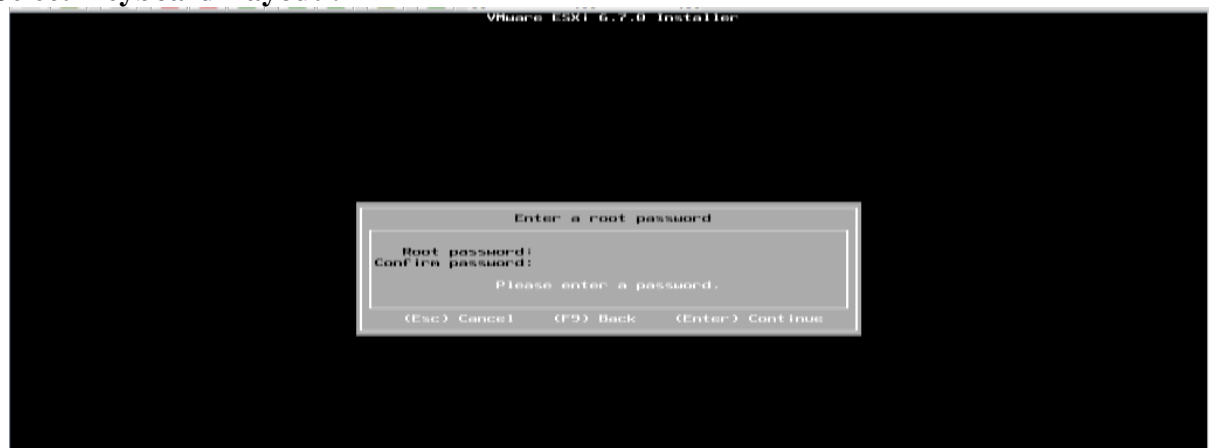 VMware ESXi 6.7.0 Installer
Enter a root password
Root password:
Confirm password:
Please enter a password.
(Esc) Cancel (F9) Back (Enter) Continue